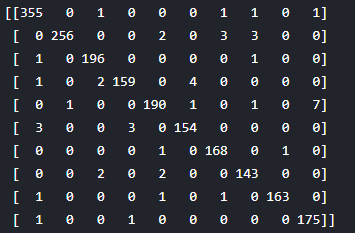 [[355 0 1 0 0 0 1 1 0 1]
[ 0 256 0 0 2 0 3 3 0 0]
[ 1 0 196 0 0 0 0 1 0 0]
[ 1 0 2 159 0 4 0 0 0 0]
[ 0 1 0 0 190 1 0 1 0 7]
[ 3 0 0 3 0 154 0 0 0 0]
[ 0 0 0 0 1 0 168 0 1 0]
[ 0 0 2 0 2 0 0 143 0 0]
[ 1 0 0 0 1 0 1 0 163 0]
[ 1 0 0 1 0 0 0 0 0 175]]